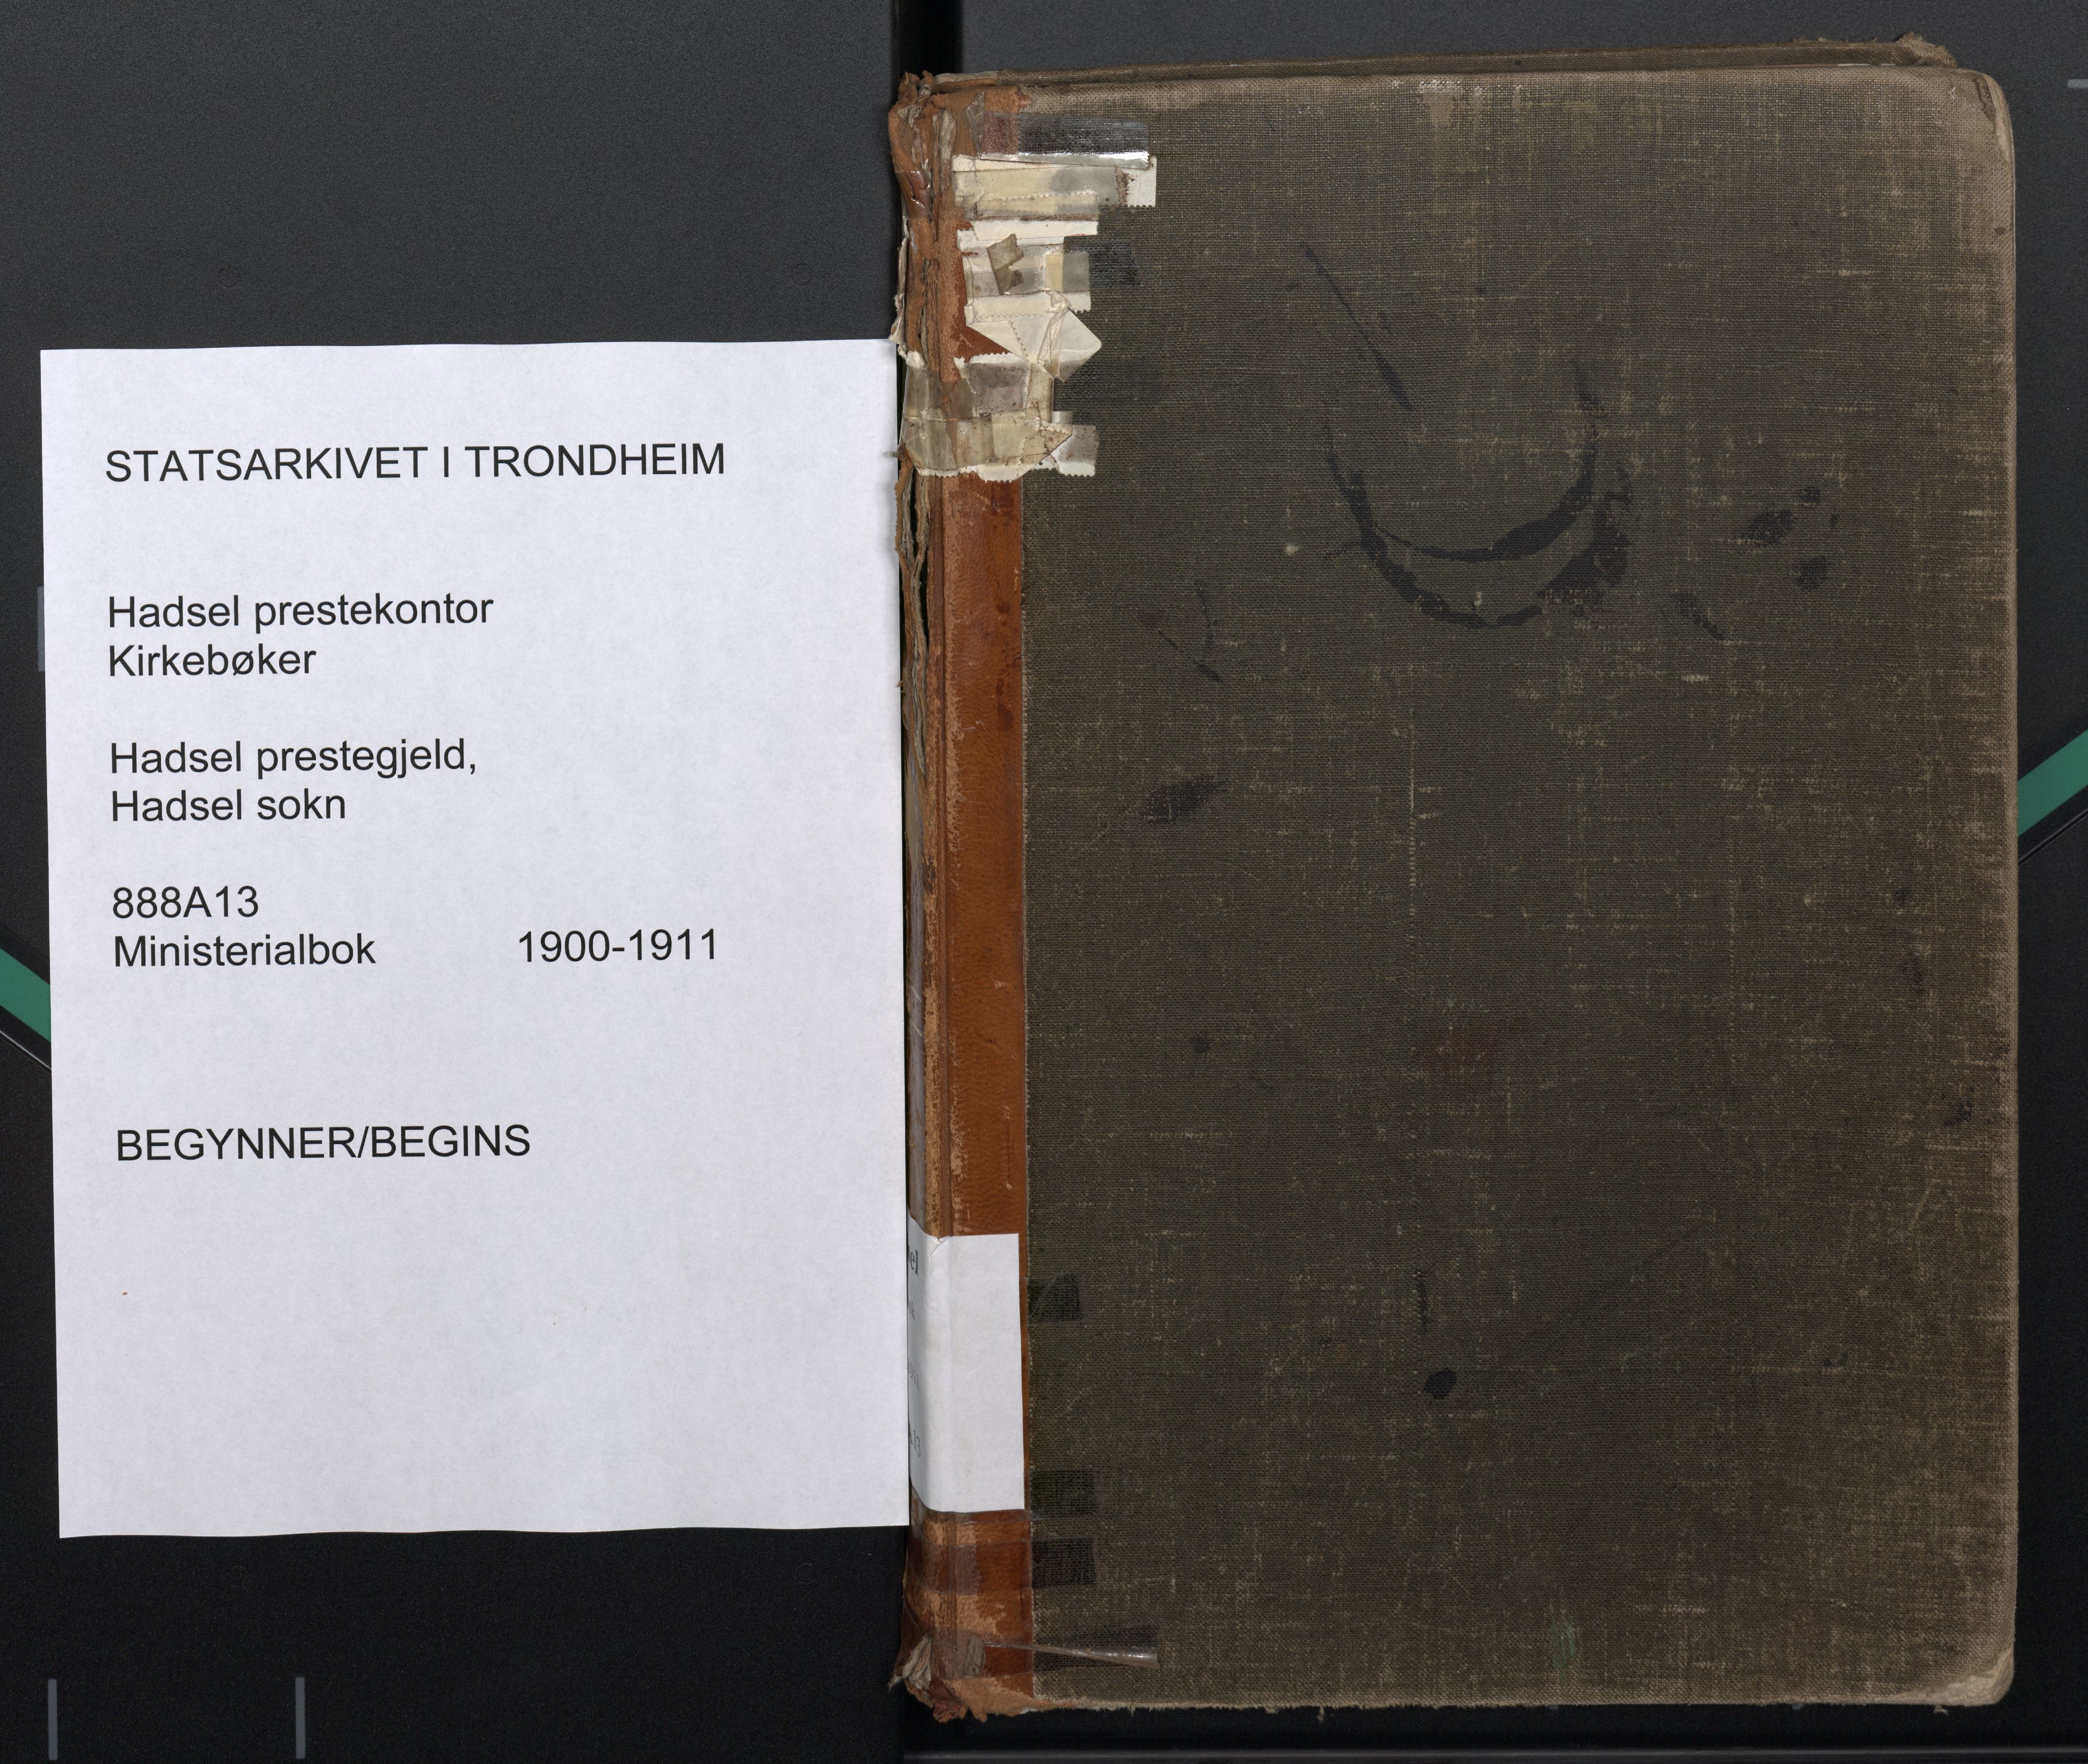 STATSARKIVET I TRONDHEIM
Hadsel prestekontor
Kirkebøker
Hadsel prestegjeld,
Hadsel sokn
888A13
Ministerialbok 1900-1911
BEGYNNER/BEGINS